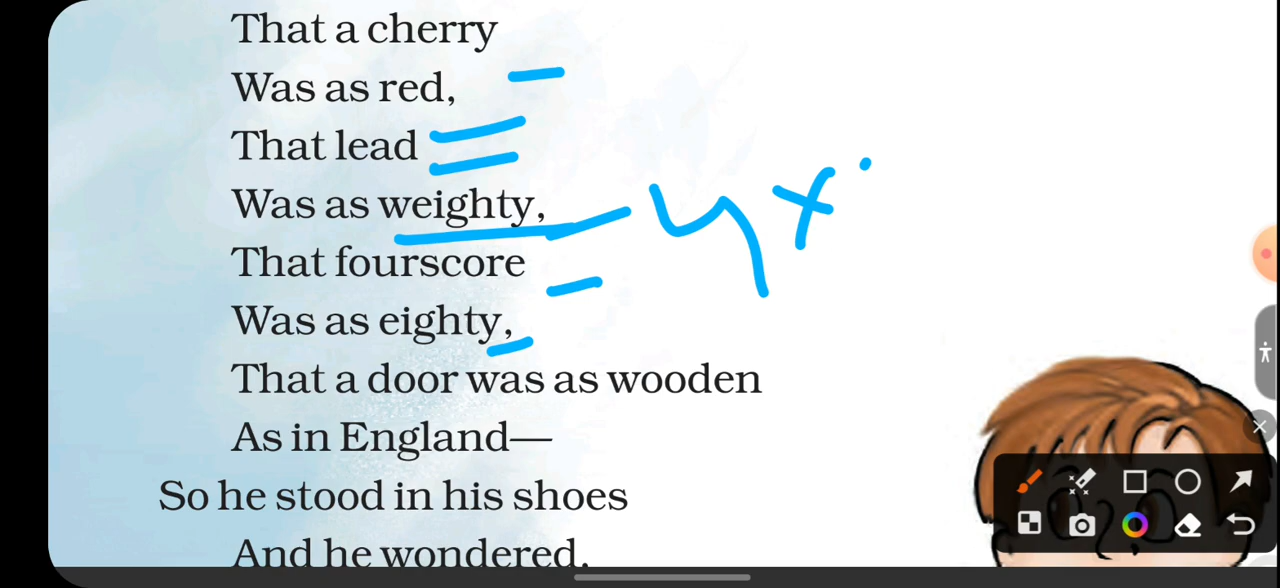 That a cherry
Was as red,
That lead
Was as weighty,
That fourscore
Was as eighty,
That a door was as wooden
As in England—
So he stood in his shoes
And he wondered,